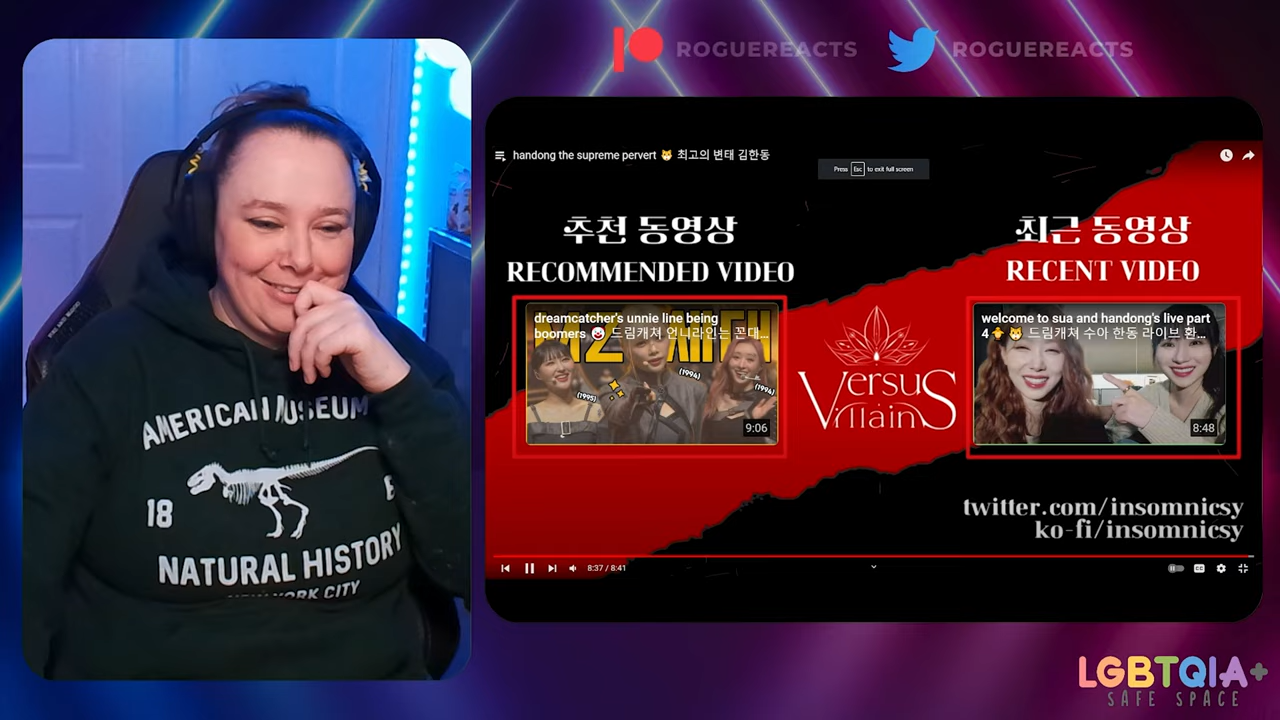 ROGUEREACTS
ROGUEREACTS
handong the supreme pervert 🐱 최고의 변태 김한동
Press Esc to exit full screen
추천 동영상
RECOMMENDED VIDEO
최근 동영상
RECENT VIDEO
dreamcatcher's unnie line being
boomers 🤡 드림캐쳐 언니라인는 꼰대...
(1995)
(1994)
(1994)
9:06
VersuS
Villain
welcome to sua and handong's live part
4 🐥 🐱 드림캐쳐 수아 한동 라이브 환...
8:48
twitter.com/insomnicsy
ko-fi/insomnicsy
8:37 / 8:41
AMERICAN MUSEUM
18
NATURAL HISTORY
NEW YORK CITY
LGBTQIA+
SAFE SPACE